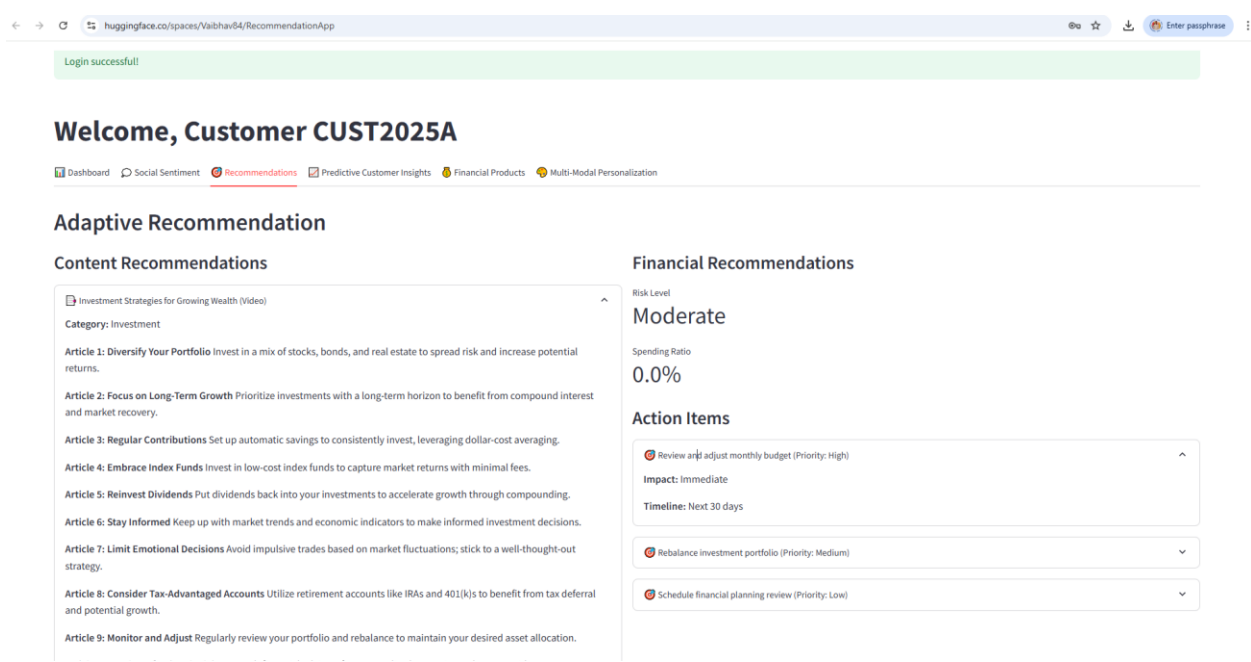 huggingface.co/spaces/Vaibhav84/RecommendationApp
Enter passphrase
Login successful!
Welcome, Customer CUST2025A
Dashboard
Social Sentiment
Recommendations
Predictive Customer Insights
Financial Products
Multi-Modal Personalization
Adaptive Recommendation
Content Recommendations
Investment Strategies for Growing Wealth (Video)
Category: Investment
Article 1: Diversify Your Portfolio Invest in a mix of stocks, bonds, and real estate to spread risk and increase potential
returns.
Article 2: Focus on Long-Term Growth Prioritize investments with a long-term horizon to benefit from compound interest
and market recovery.
Article 3: Regular Contributions Set up automatic savings to consistently invest, leveraging dollar-cost averaging.
Article 4: Embrace Index Funds Invest in low-cost index funds to capture market returns with minimal fees.
Article 5: Reinvest Dividends Put dividends back into your investments to accelerate growth through compounding.
Article 6: Stay Informed Keep up with market trends and economic indicators to make informed investment decisions.
Article 7: Limit Emotional Decisions Avoid impulsive trades based on market fluctuations; stick to a well-thought-out
strategy.
Article 8: Consider Tax-Advantaged Accounts Utilize retirement accounts like IRAs and 401(k)s to benefit from tax deferral
and potential growth.
Article 9: Monitor and Adjust Regularly review your portfolio and rebalance to maintain your desired asset allocation.
Financial Recommendations
Risk Level
Moderate
Spending Ratio
0.0%
Action Items
Review and adjust monthly budget (Priority: High)
Impact: Immediate
Timeline: Next 30 days
Rebalance investment portfolio (Priority: Medium)
Schedule financial planning review (Priority: Low)